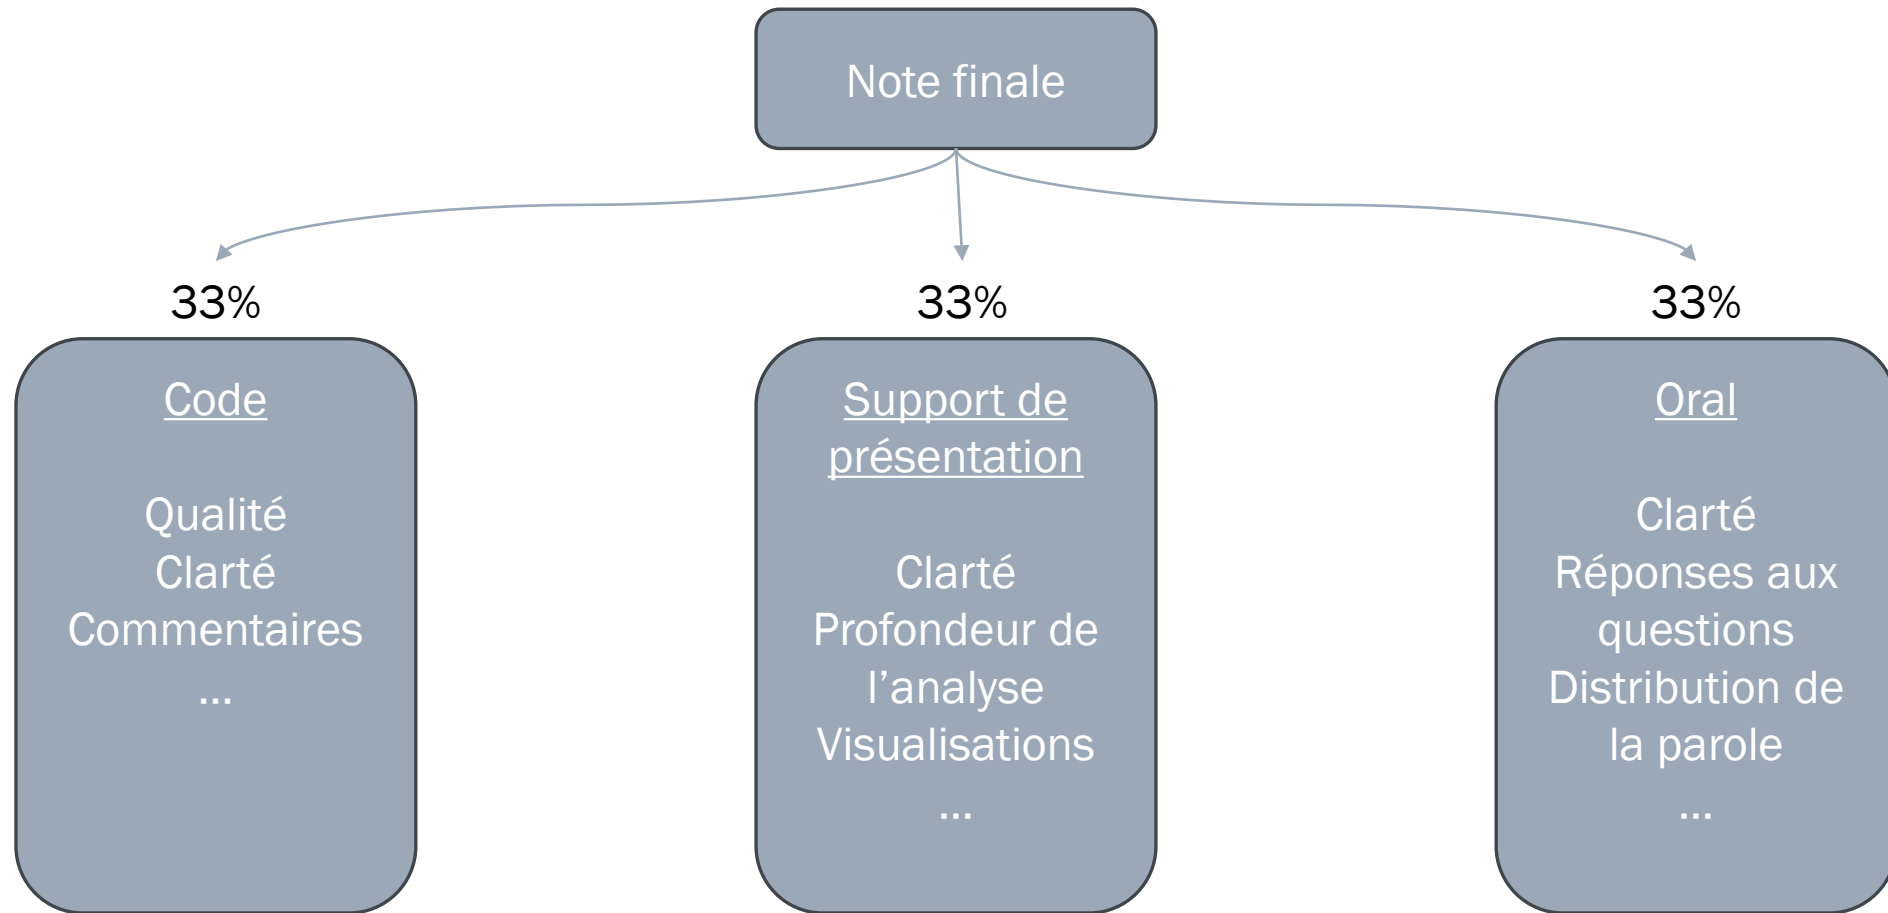 Note finale
33%
33%
33%
Code
Qualité
Clarté
Commentaires
...
Support de
présentation
Clarté
Profondeur de
l’analyse
Visualisations
...
Oral
Clarté
Réponses aux
questions
Distribution de
la parole
...